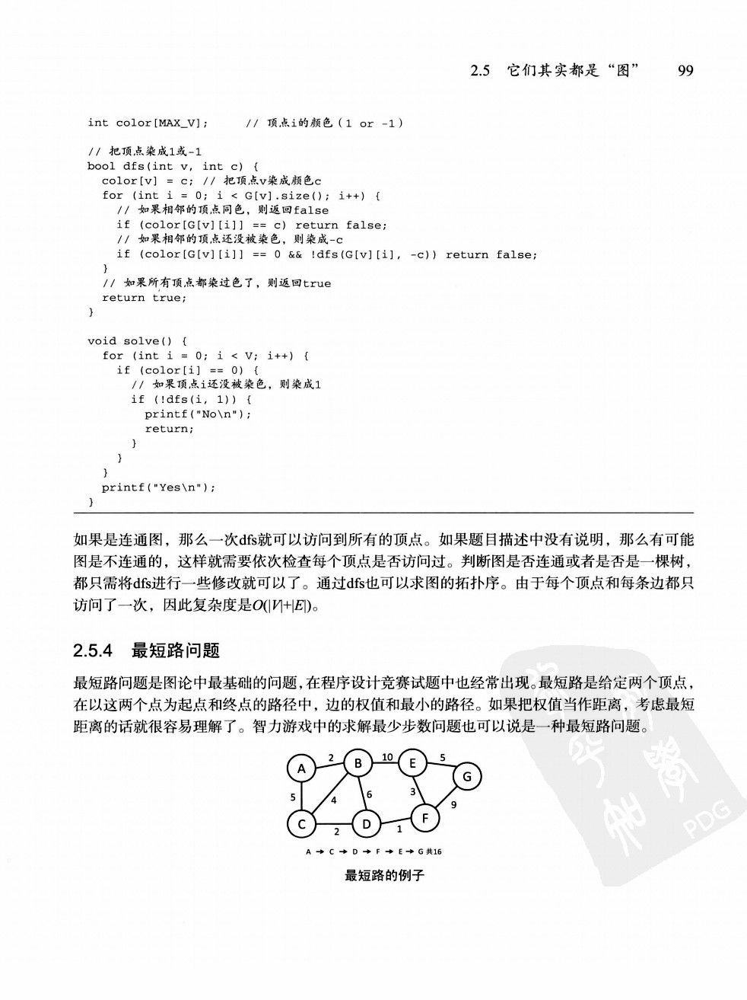 2.5 它们其实都是“图” 99
int color[MAX_V]; // 顶点i的颜色(1 or -1)
// 把顶点染成1或-1
bool dfs(int v, int c) {
color[v] = c; // 把顶点v染成颜色c
for (int i = 0; i < G[v].size(); i++) {
// 如果相邻的顶点同色，则返回false
if (color[G[v][i]] == c) return false;
// 如果相邻的顶点还没被染色，则染成-c
if (color[G[v][i]] == 0 && !dfs(G[v][i], -c)) return false;
}
// 如果所有顶点都染过色了，则返回true
return true;
}
void solve() {
for (int i = 0; i < V; i++) {
if (color[i] == 0) {
// 如果顶点i还没被染色，则染成1
if (!dfs(i, 1)) {
printf("No\n");
return;
}
}
}
printf("Yes\n");
}
如果是连通图，那么一次dfs就可以访问到所有的顶点。如果题目描述中没有说明，那么有可能
图是不连通的，这样就需要依次检查每个顶点是否访问过。判断图是否连通或者是否是一棵树，
都只需将dfs进行一些修改就可以了。通过dfs也可以求图的拓扑序。由于每个顶点和每条边都只
访问了一次，因此复杂度是O(|V|+|E|)。
2.5.4 最短路问题
最短路问题是图论中最基础的问题，在程序设计竞赛试题中也经常出现。最短路是给定两个顶点，
在以这两个点为起点和终点的路径中，边的权值和最小的路径。如果把权值当作距离，考虑最短
距离的话就很容易理解了。智力游戏中的求解最少步数问题也可以说是一种最短路问题。
A 2 B 10 E 5 G
5 4 6 3 9
C 2 D 1 F
A → C → D → F → E → G 共16
最短路的例子
PDG